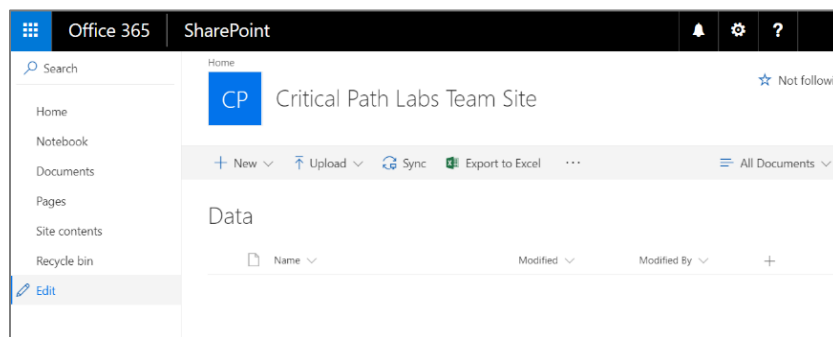 Office 365 SharePoint ?
Search
Home
Notebook
Documents
Pages
Site contents
Recycle bin
Edit
Home
CP Critical Path Labs Team Site
Not followi
New Upload Sync Export to Excel ... All Documents
Data
Name Modified Modified By